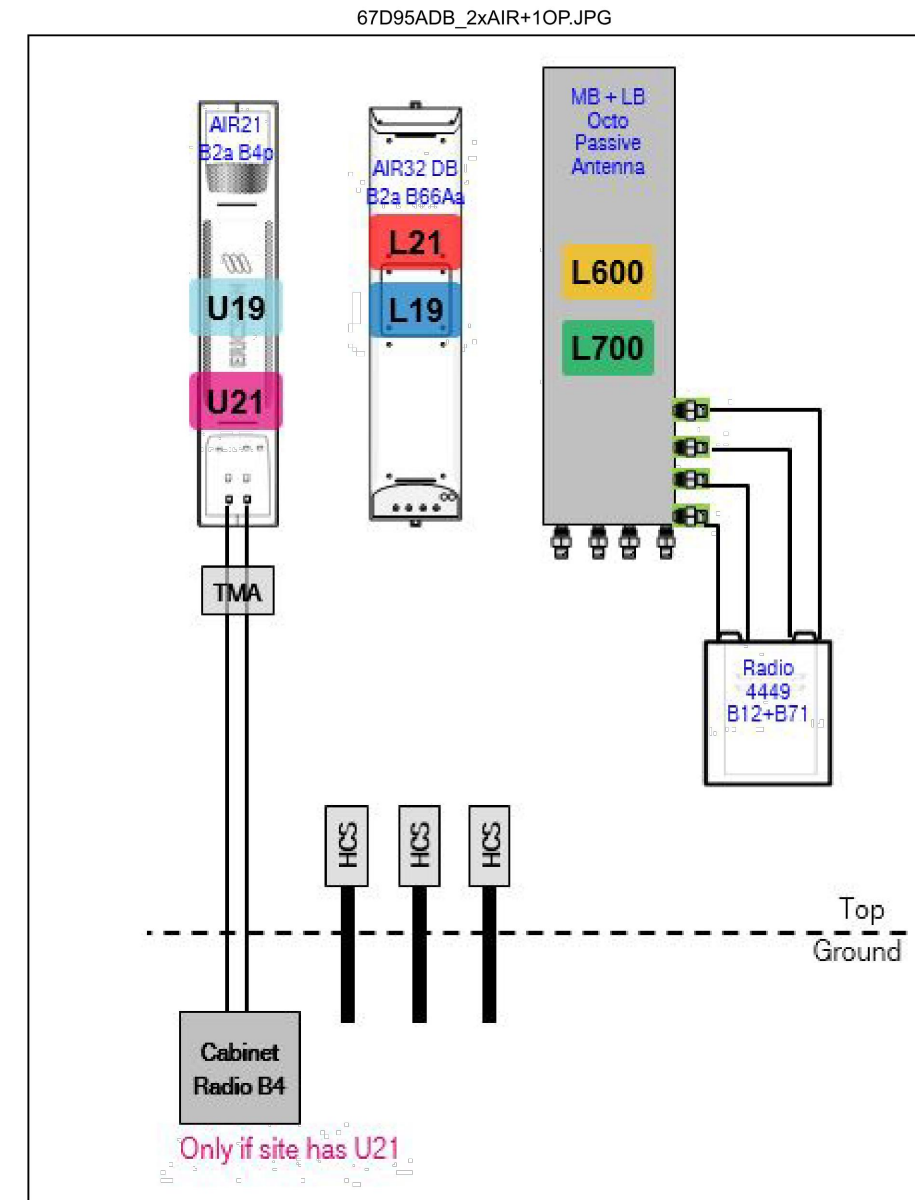 67D95ADB_2xAIR+1OP.JPG
AIR21
B2a B4p
U19
ERICSSON
U21
TMA
AIR32 DB
B2a B66Aa
L21
L19
MB + LB
Octo
Passive
Antenna
L600
L700
Radio
4449
B12+B71
HCS
HCS
HCS
Top
Ground
Cabinet
Radio B4
Only if site has U21